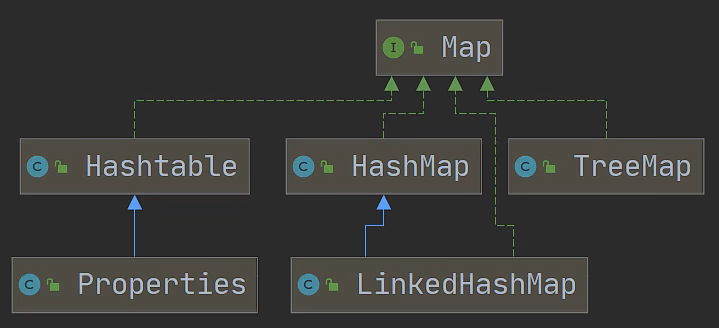 I Map
C Hashtable
C HashMap
C TreeMap
C Properties
C LinkedHashMap